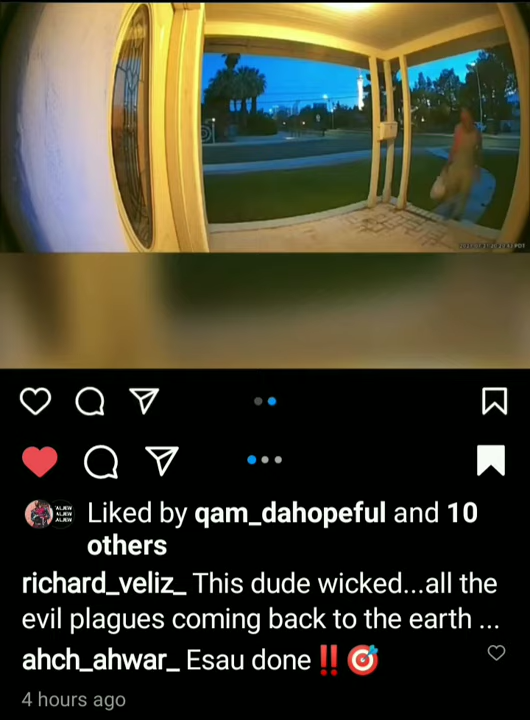 Liked by qam_dahopeful and 10
others
richard_veliz_ This dude wicked...all the
evil plagues coming back to the earth ...
ahch_ahwar_ Esau done ‼️🎯
4 hours ago